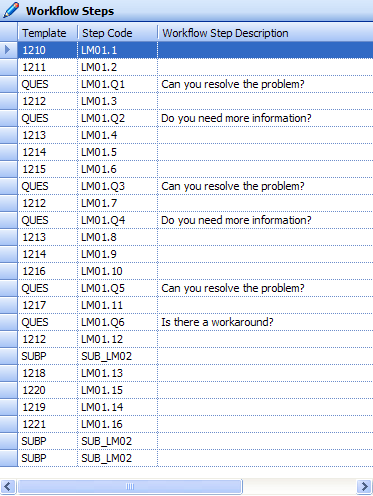 Workflow Steps
Template Step Code Workflow Step Description
1210 LM01.1
1211 LM01.2
QUES LM01.Q1 Can you resolve the problem?
1212 LM01.3
QUES LM01.Q2 Do you need more information?
1213 LM01.4
1214 LM01.5
1215 LM01.6
QUES LM01.Q3 Can you resolve the problem?
1212 LM01.7
QUES LM01.Q4 Do you need more information?
1213 LM01.8
1214 LM01.9
1216 LM01.10
QUES LM01.Q5 Can you resolve the problem?
1217 LM01.11
QUES LM01.Q6 Is there a workaround?
1212 LM01.12
SUBP SUB_LM02
1218 LM01.13
1220 LM01.15
1219 LM01.14
1221 LM01.16
SUBP SUB_LM02
SUBP SUB_LM02